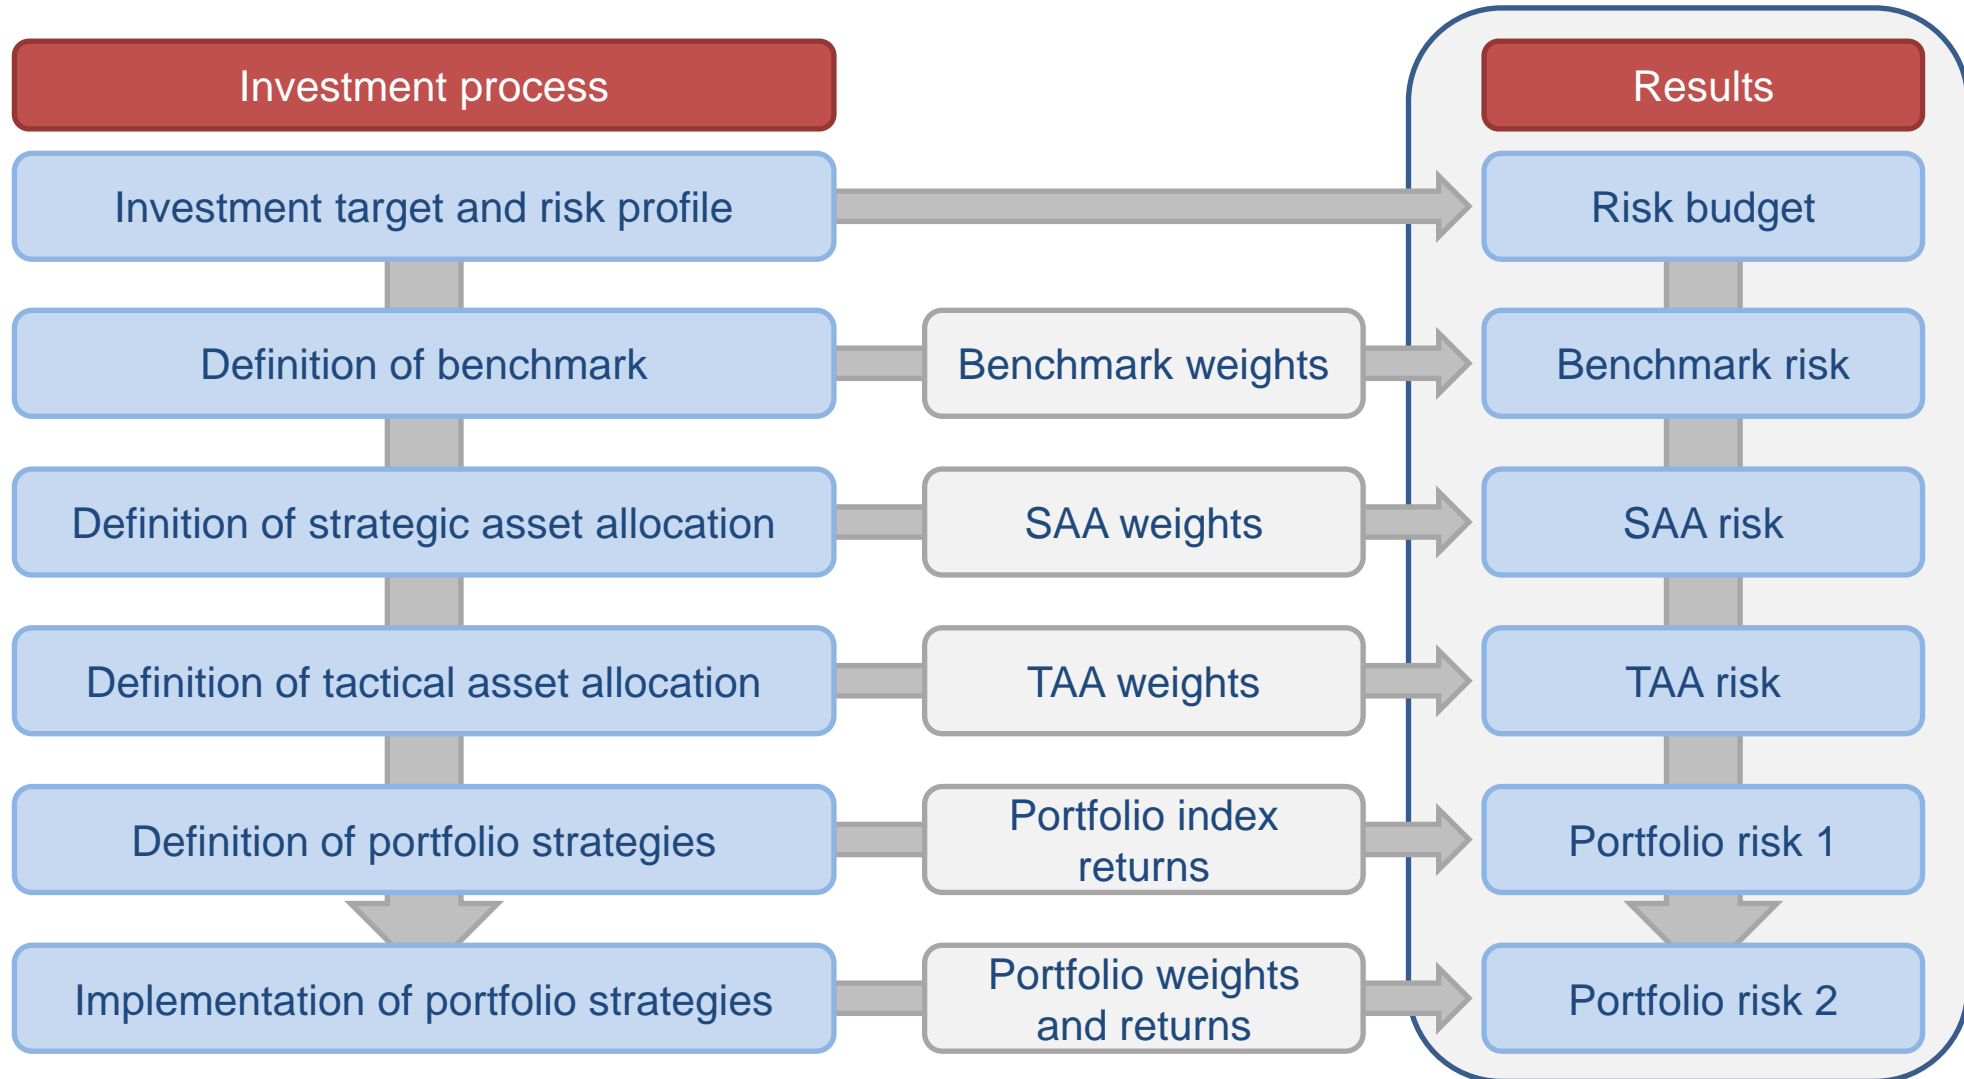 Investment process
Results
Investment target and risk profile
Risk budget
Definition of benchmark
Benchmark weights
Benchmark risk
Definition of strategic asset allocation
SAA weights
SAA risk
Definition of tactical asset allocation
TAA weights
TAA risk
Definition of portfolio strategies
Portfolio index
returns
Portfolio risk 1
Implementation of portfolio strategies
Portfolio weights
and returns
Portfolio risk 2